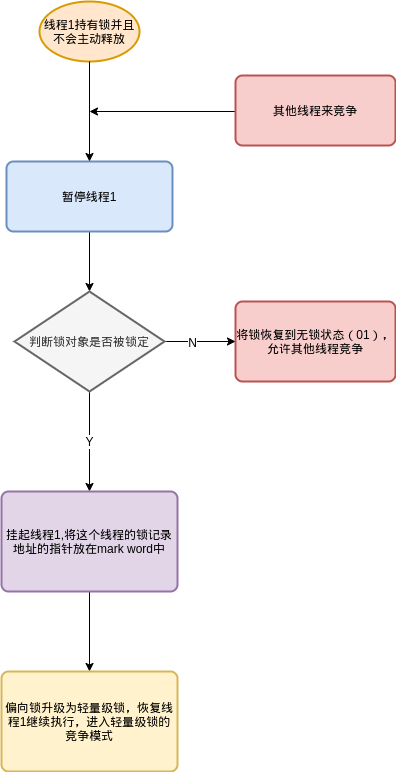 线程1持有锁并且
不会主动释放
其他线程来竞争
暂停线程1
判断锁对象是否被锁定
N
将锁恢复到无锁状态（01），
允许其他线程竞争
Y
挂起线程1,将这个线程的锁记录
地址的指针放在mark word中
偏向锁升级为轻量级锁，恢复线
程1继续执行，进入轻量级锁的
竞争模式